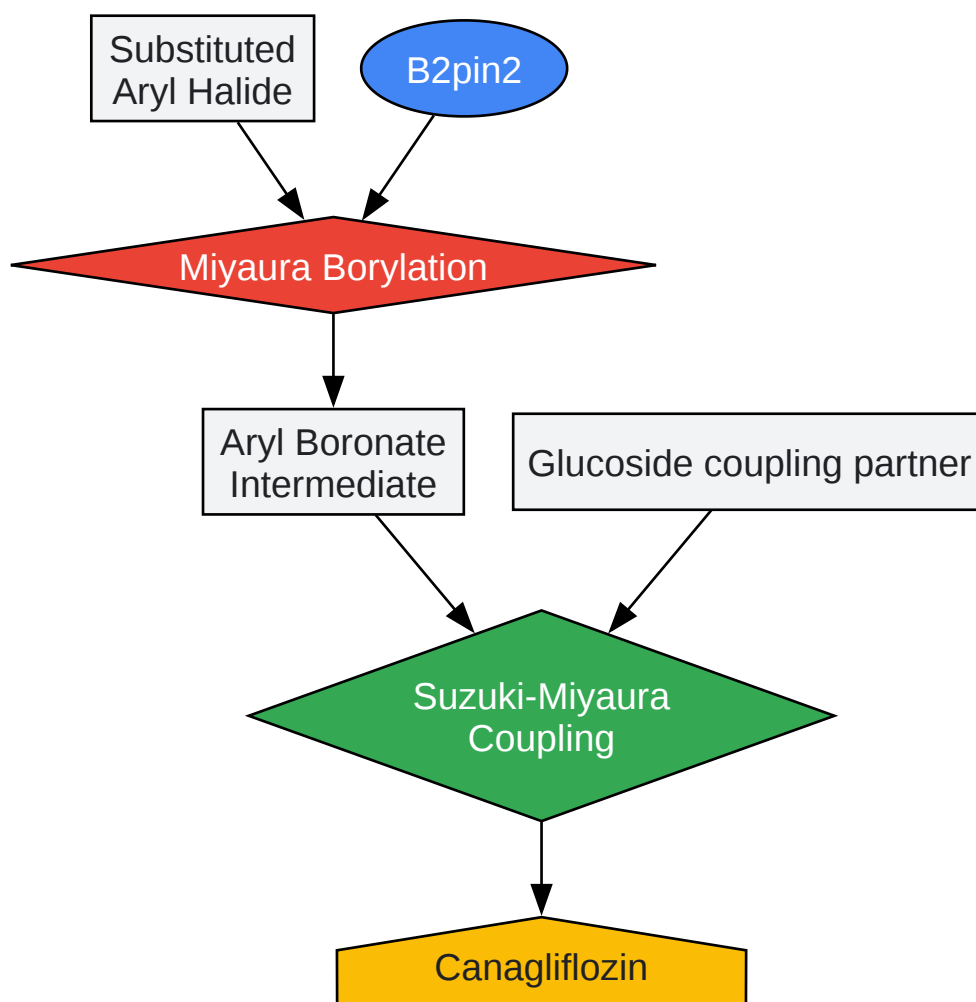 Substituted
Aryl Halide
B2pin2
Miyaura Borylation
Aryl Boronate
Intermediate
Glucoside coupling partner
Suzuki-Miyaura
Coupling
Canagliflozin